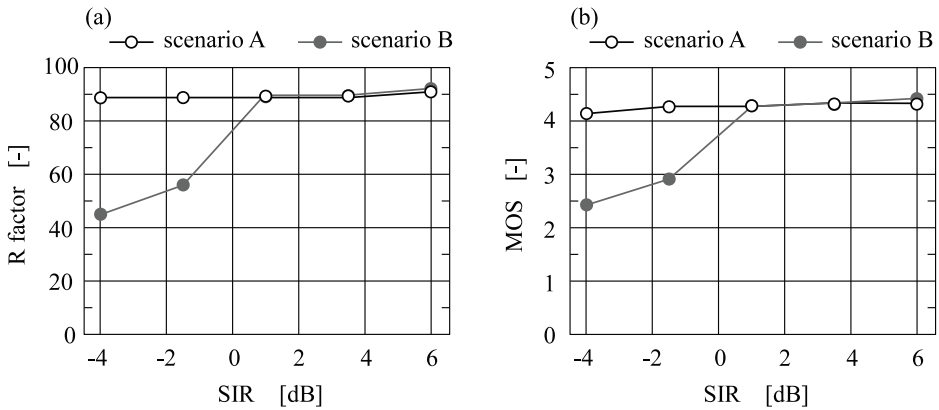 (a)
scenario A
scenario B
100
80
60
40
20
0
R factor [-]
-4
-2
0
2
4
6
SIR [dB]
(b)
scenario A
scenario B
5
4
3
2
1
0
MOS [-]
-4
-2
0
2
4
6
SIR [dB]